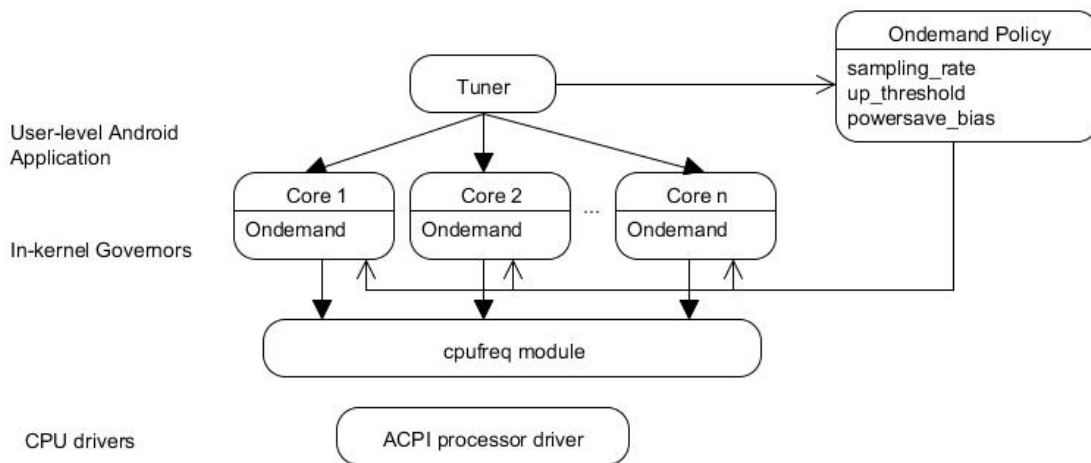 Ondemand Policy
sampling_rate
up_threshold
powersave_bias
Tuner
User-level Android
Application
Core 1
Ondemand
Core 2
Ondemand
...
Core n
Ondemand
In-kernel Governors
cpufreq module
CPU drivers
ACPI processor driver